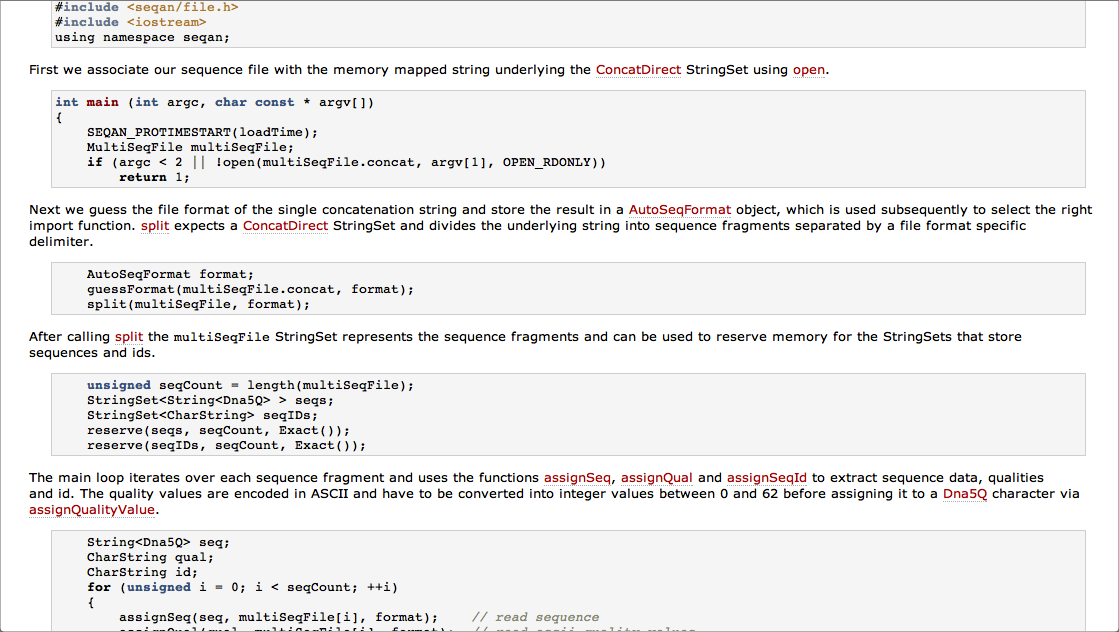 #include <seqan/file.h>
#include <iostream>
using namespace seqan;
First we associate our sequence file with the memory mapped string underlying the ConcatDirect StringSet using open.
int main (int argc, char const * argv[])
{
    SEQAN_PROTIMESTART(loadTime);
    MultiSeqFile multiSeqFile;
    if (argc < 2 || !open(multiSeqFile.concat, argv[1], OPEN_RDONLY))
        return 1;
Next we guess the file format of the single concatenation string and store the result in a AutoSeqFormat object, which is used subsequently to select the right
import function. split expects a ConcatDirect StringSet and divides the underlying string into sequence fragments separated by a file format specific
delimiter.
    AutoSeqFormat format;
    guessFormat(multiSeqFile.concat, format);
    split(multiSeqFile, format);
After calling split the multiSeqFile StringSet represents the sequence fragments and can be used to reserve memory for the StringSets that store
sequences and ids.
    unsigned seqCount = length(multiSeqFile);
    StringSet<String<Dna5Q> > seqs;
    StringSet<CharString> seqIDs;
    reserve(seqs, seqCount, Exact());
    reserve(seqIDs, seqCount, Exact());
The main loop iterates over each sequence fragment and uses the functions assignSeq, assignQual and assignSeqId to extract sequence data, qualities
and id. The quality values are encoded in ASCII and have to be converted into integer values between 0 and 62 before assigning it to a Dna5Q character via
assignQualityValue.
    String<Dna5Q> seq;
    CharString qual;
    CharString id;
    for (unsigned i = 0; i < seqCount; ++i)
    {
        assignSeq(seq, multiSeqFile[i], format);    // read sequence
        assignQual(qual, multiSeqFile[i], format);  // read ascii quality values